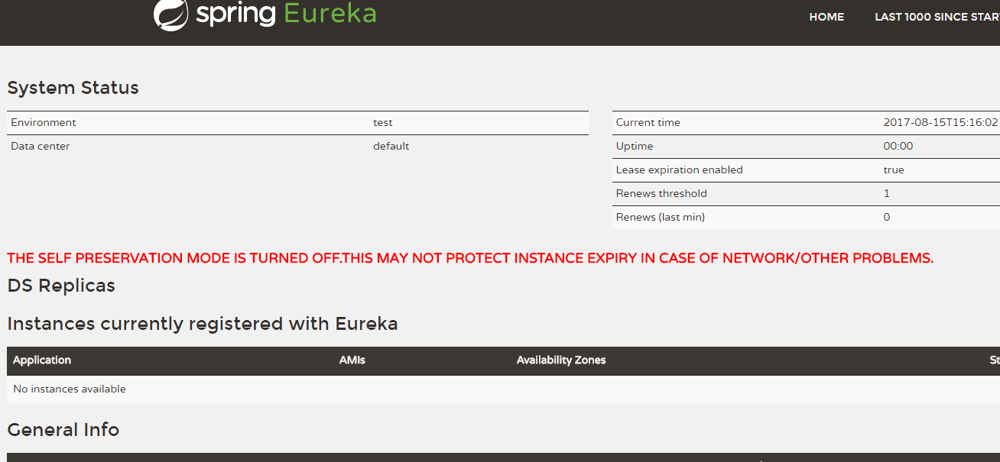 spring Eureka
HOME LAST 1000 SINCE STAR
System Status
Environment test
Data center default
Current time 2017-08-15T15:16:02
Uptime 00:00
Lease expiration enabled true
Renews threshold 1
Renews (last min) 0
THE SELF PRESERVATION MODE IS TURNED OFF.THIS MAY NOT PROTECT INSTANCE EXPIRY IN CASE OF NETWORK/OTHER PROBLEMS.
DS Replicas
Instances currently registered with Eureka
Application AMIs Availability Zones St
No instances available
General Info